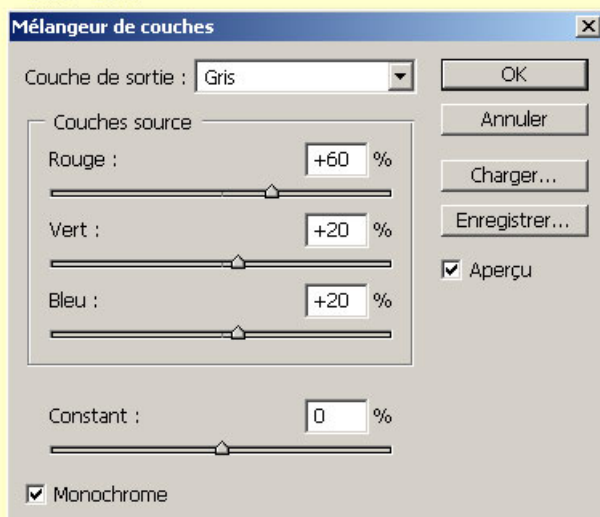 Mélangeur de couches
Couche de sortie : Gris
OK
Annuler
Charger...
Enregistrer...
Aperçu
Couches source
Rouge : +60 %
Vert : +20 %
Bleu : +20 %
Constant : 0 %
Monochrome